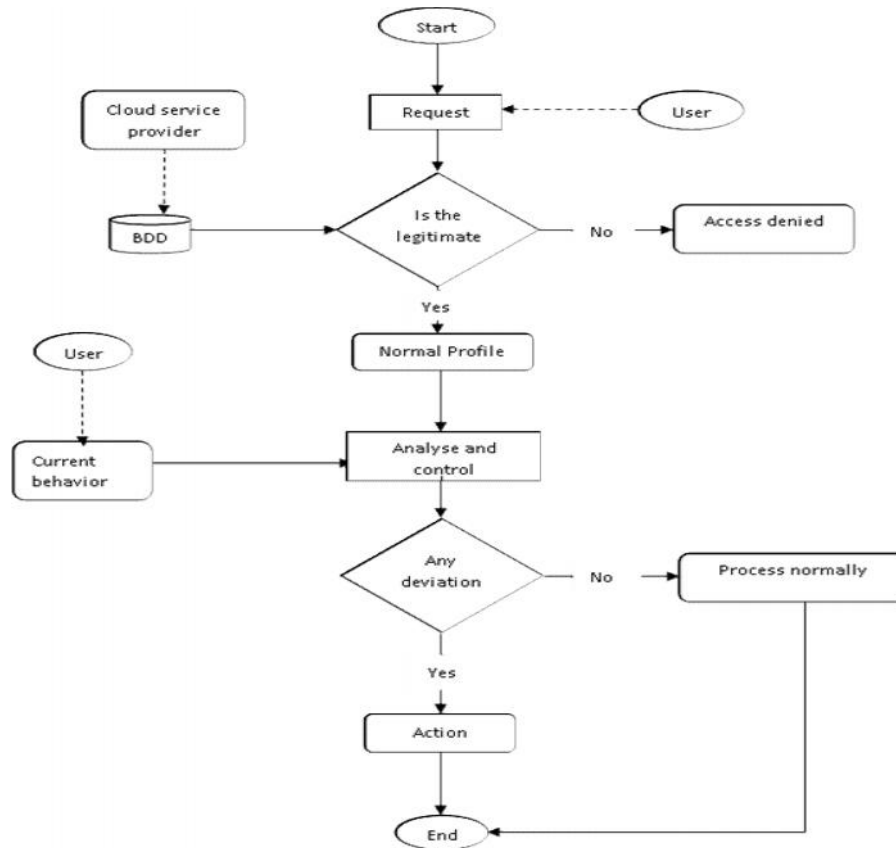 Start
Cloud service
provider
Request
User
Is the
legitimate
BDD
No
Access denied
Yes
User
Normal Profile
Analyse and
control
Current
behavior
Any
deviation
No
Process normally
Yes
Action
End